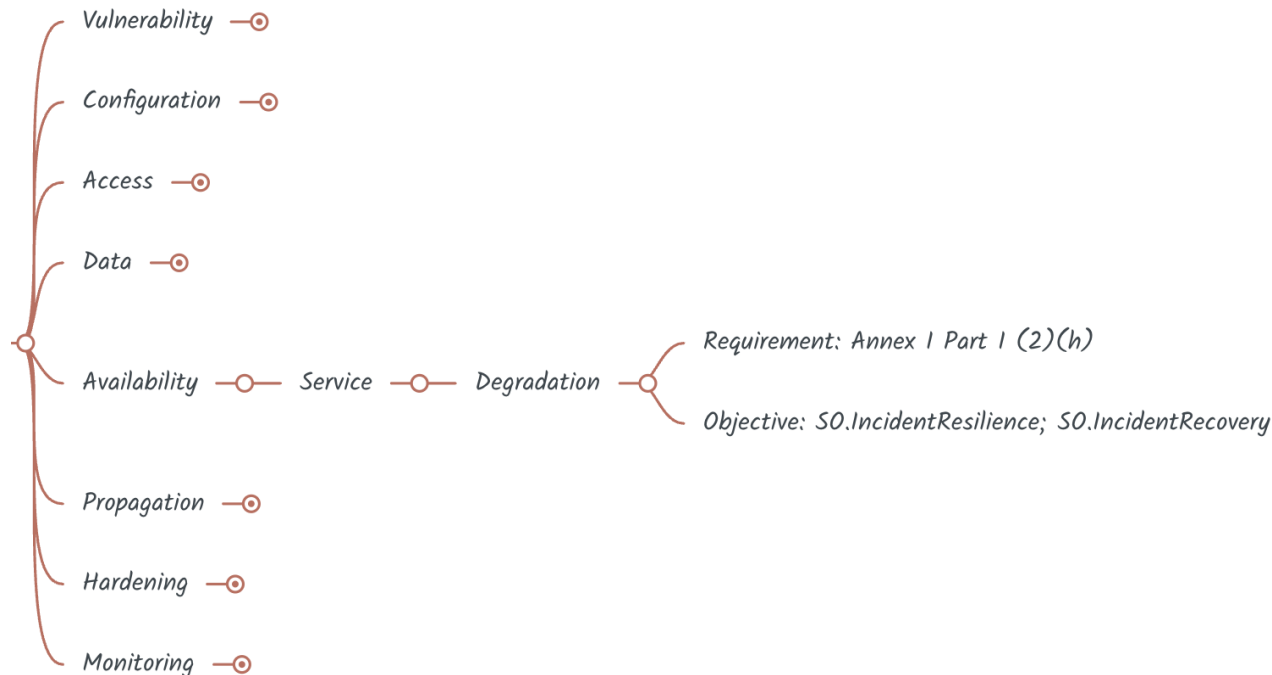 Vulnerability
Configuration
Access
Data
Availability
Service
Degradation
Requirement: Annex I Part I (2)(h)
Objective: SO.IncidentResilience; SO.IncidentRecovery
Propagation
Hardening
Monitoring